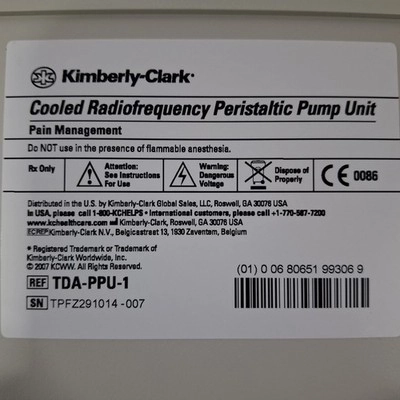 Kimberly-Clark*
Cooled Radiofrequency Peristaltic Pump Unit
Pain Management
Do NOT use in the presence of flammable anesthesia.
Rx Only
Attention: See Instructions For Use
Warning: Dangerous Voltage
Dispose of Properly
CE 0086
Distributed in the U.S. by Kimberly-Clark Global Sales, LLC, Roswell, GA 30076 USA
In USA, please call 1-800-KCHELPS • International customers, please call +1-770-587-7200
www.kchealthcare.com Kimberly-Clark, Roswell, GA 30076 USA
EC REP Kimberly-Clark N.V., Belgicastraat 13, 1930 Zaventem, Belgium
* Registered Trademark or Trademark of
Kimberly-Clark Worldwide, Inc.
© 2007 KCWW. All Rights Reserved.
(01) 0 06 80651 99306 9
REF TDA-PPU-1
SN TPFZ291014 -007